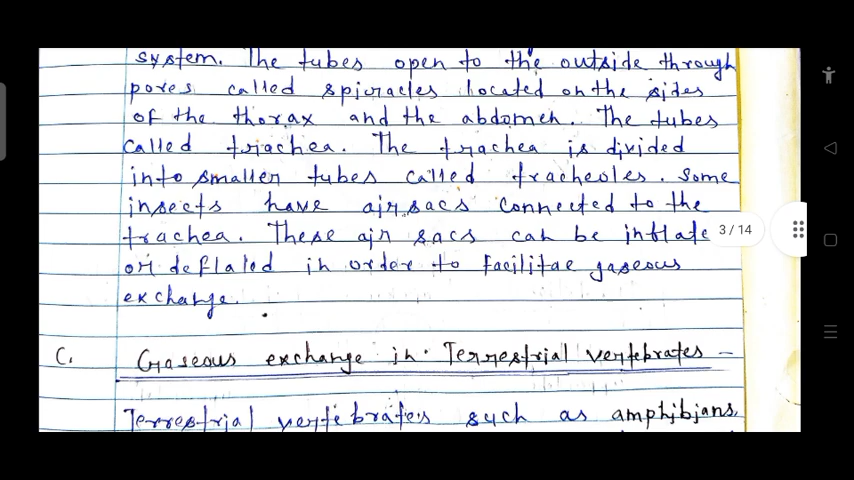 system. The tubes open to the outside through
pores called spiracles located on the sides
of the thorax and the abdomen. The tubes
called triachea. The trachea is divided
into smaller tubes called tracheoles. Some
insects have air sacs connected to the
trachea. These air sacs can be inflate
or deflated in order to facilitae gaseous
exchange.
3 / 14
C. Gaseous exchange in Terrestrial vertebrates -
Terrestrial vertebrates such as amphibians,